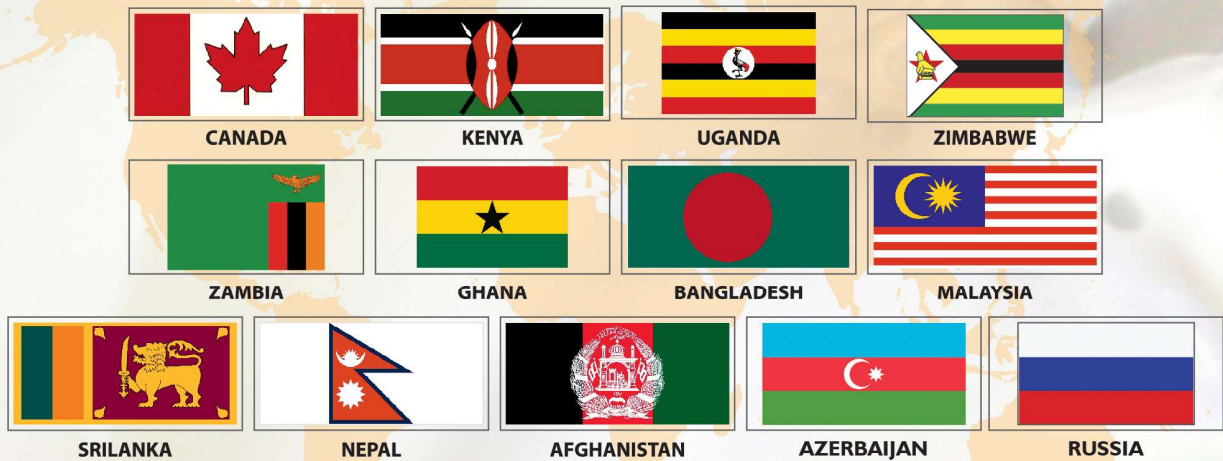 CANADA KENYA UGANDA ZIMBABWE
ZAMBIA GHANA BANGLADESH MALAYSIA
SRILANKA NEPAL AFGHANISTAN AZERBAIJAN RUSSIA